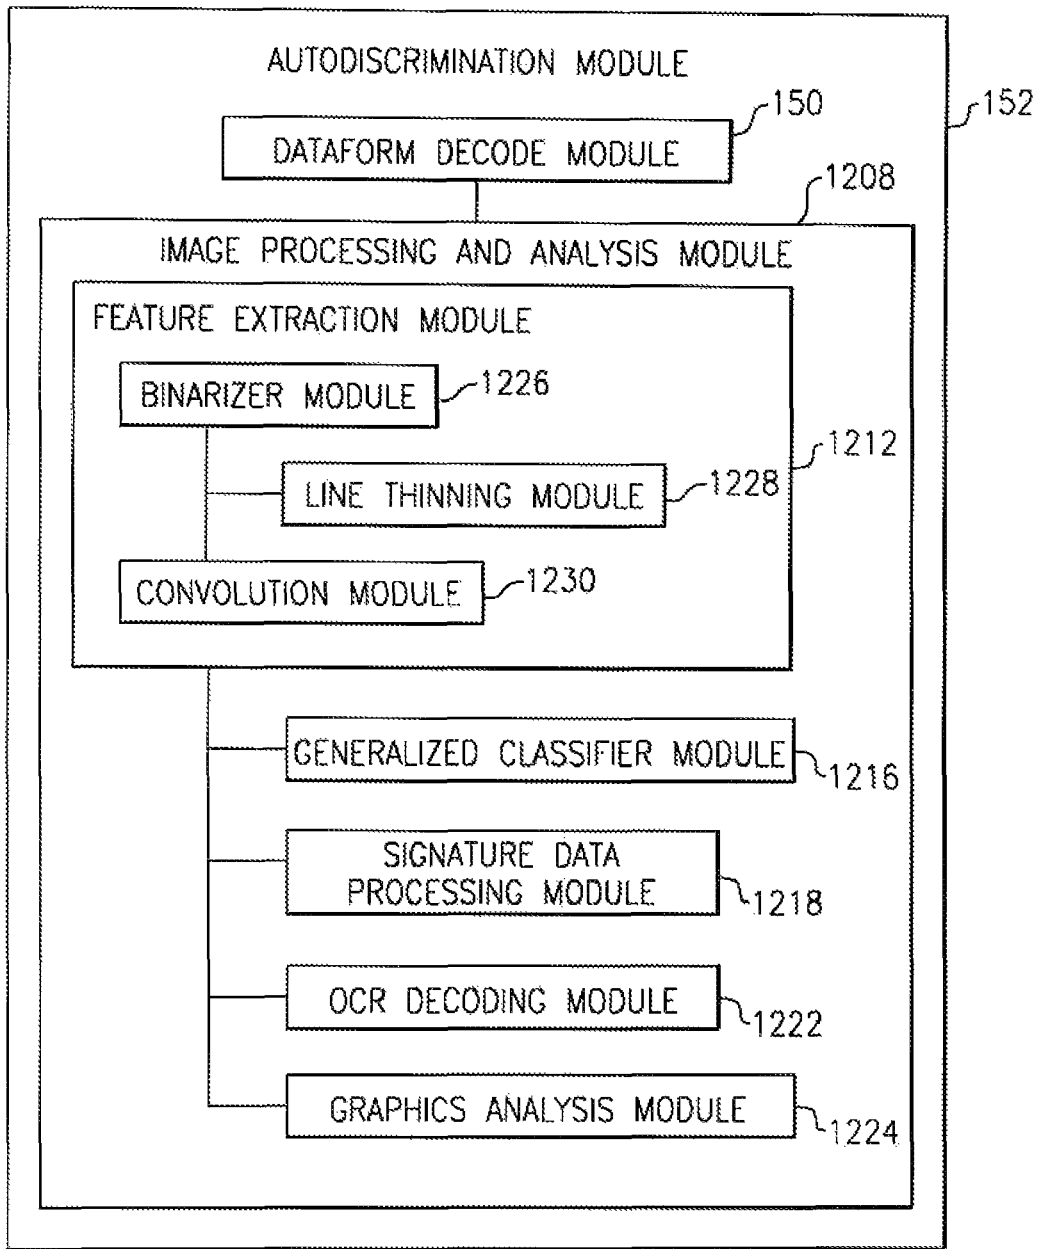 AUTODISCRIMINATION MODULE
150
152
DATAFORM DECODE MODULE
1208
IMAGE PROCESSING AND ANALYSIS MODULE
FEATURE EXTRACTION MODULE
BINARIZER MODULE
1226
1212
LINE THINNING MODULE
1228
CONVOLUTION MODULE
1230
GENERALIZED CLASSIFIER MODULE
1216
SIGNATURE DATA
PROCESSING MODULE
1218
OCR DECODING MODULE
1222
GRAPHICS ANALYSIS MODULE
1224